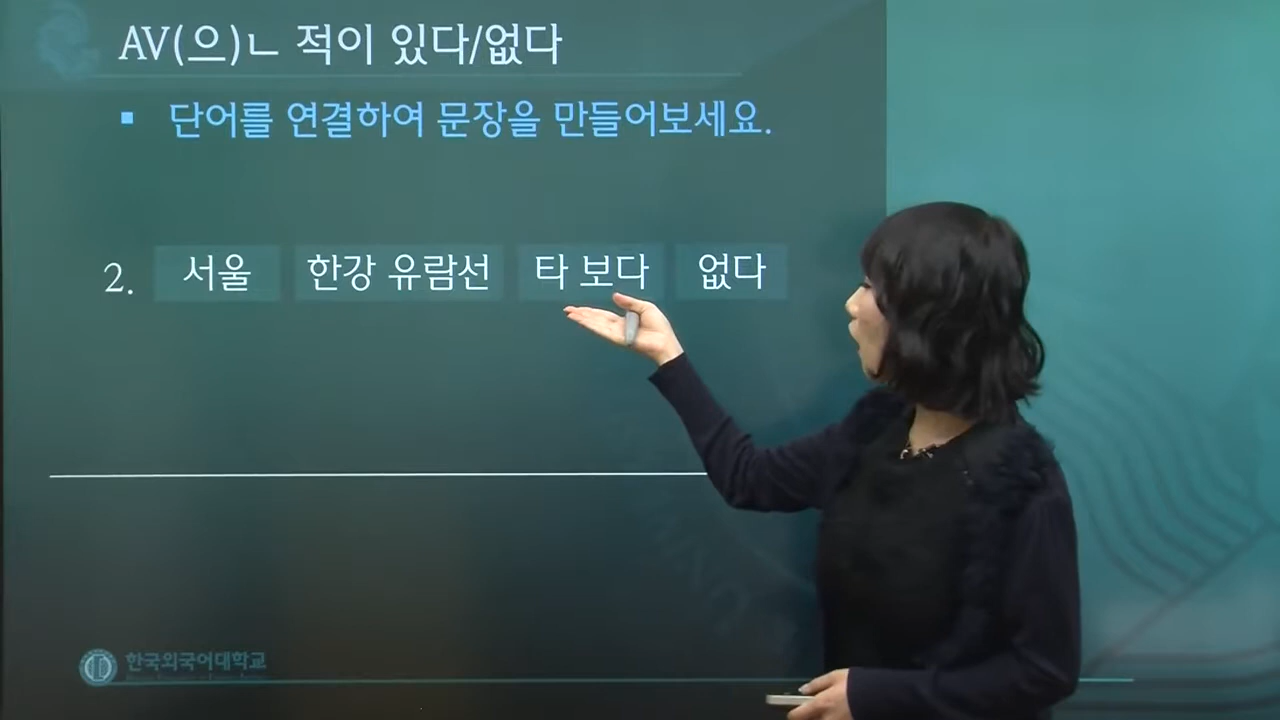 AV(으)ㄴ 적이 있다/없다
▪ 단어를 연결하여 문장을 만들어보세요.
2. 서울 한강 유람선 타 보다 없다
한국외국어대학교